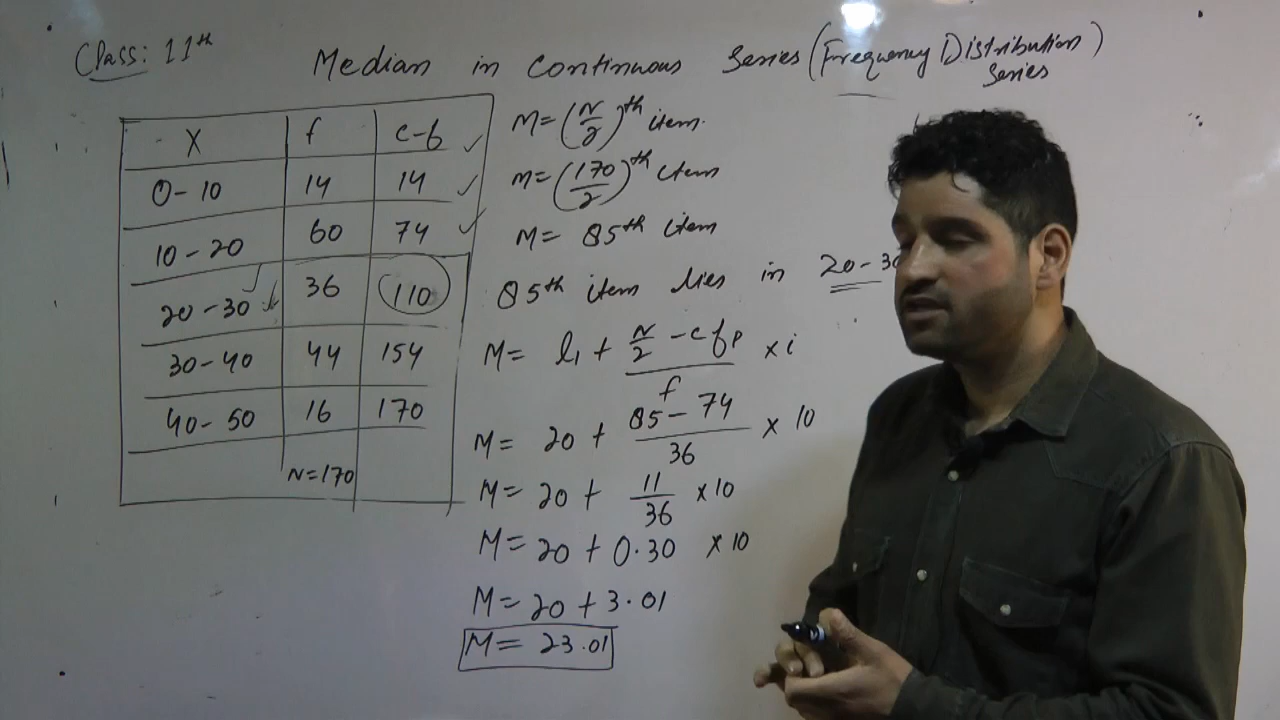 Class: 11th
Median in Continuous Series (Frequency Distribution)
Series
X f c-f
0-10 14 14
10-20 60 74
20-30 36 110
30-40 44 154
40-50 16 170
N=170
M = (N/2)th item.
M = (170/2)th item
M = 85th item
85th item lies in 20-30
M = l1 + N/2 - cfp / f × i
M = 20 + 85-74 / 36 × 10
M = 20 + 11/36 × 10
M = 20 + 0.30 × 10
M = 20 + 3.01
M = 23.01